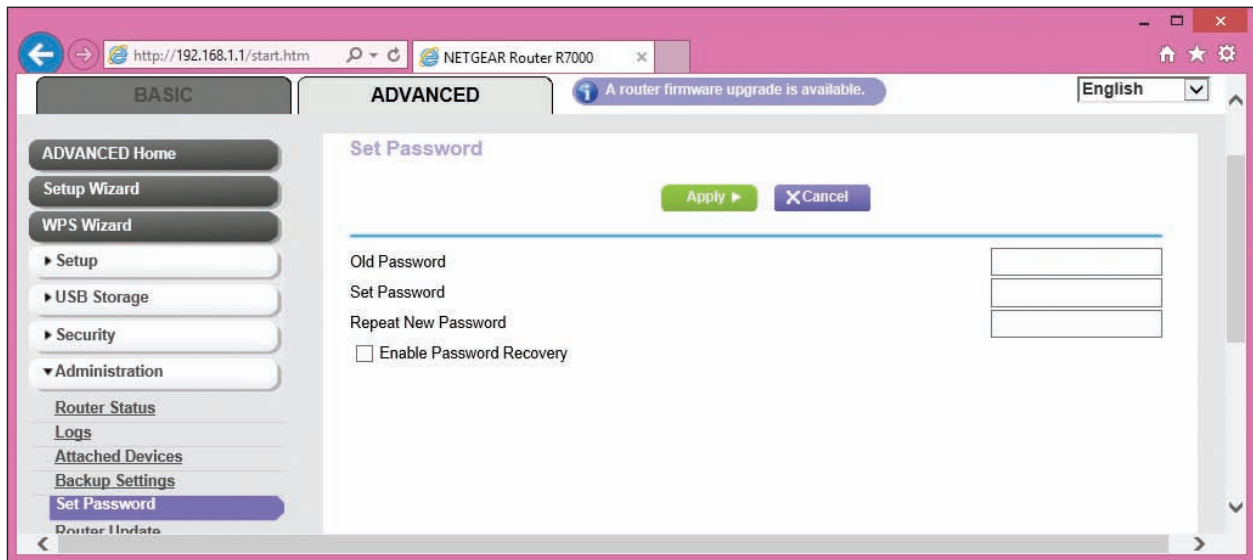 http://192.168.1.1/start.htm
NETGEAR Router R7000
BASIC
ADVANCED
A router firmware upgrade is available.
English
ADVANCED Home
Setup Wizard
WPS Wizard
Setup
USB Storage
Security
Administration
Router Status
Logs
Attached Devices
Backup Settings
Set Password
Router Update
Set Password
Apply
Cancel
Old Password
Set Password
Repeat New Password
Enable Password Recovery